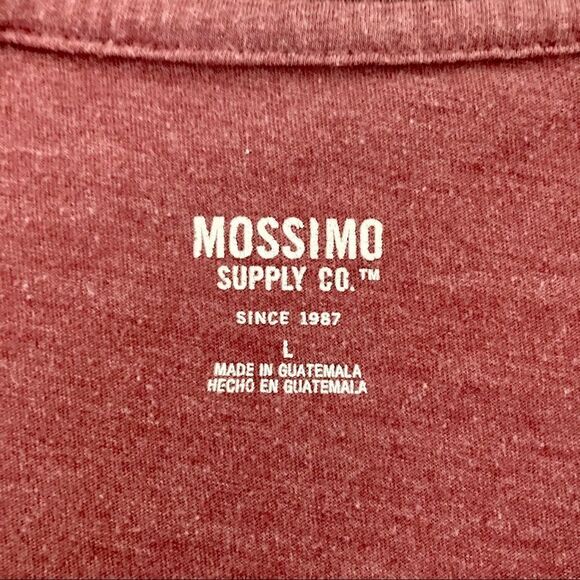 MOSSIMO
SUPPLY CO.™
SINCE 1987
L
MADE IN GUATEMALA
HECHO EN GUATEMALA